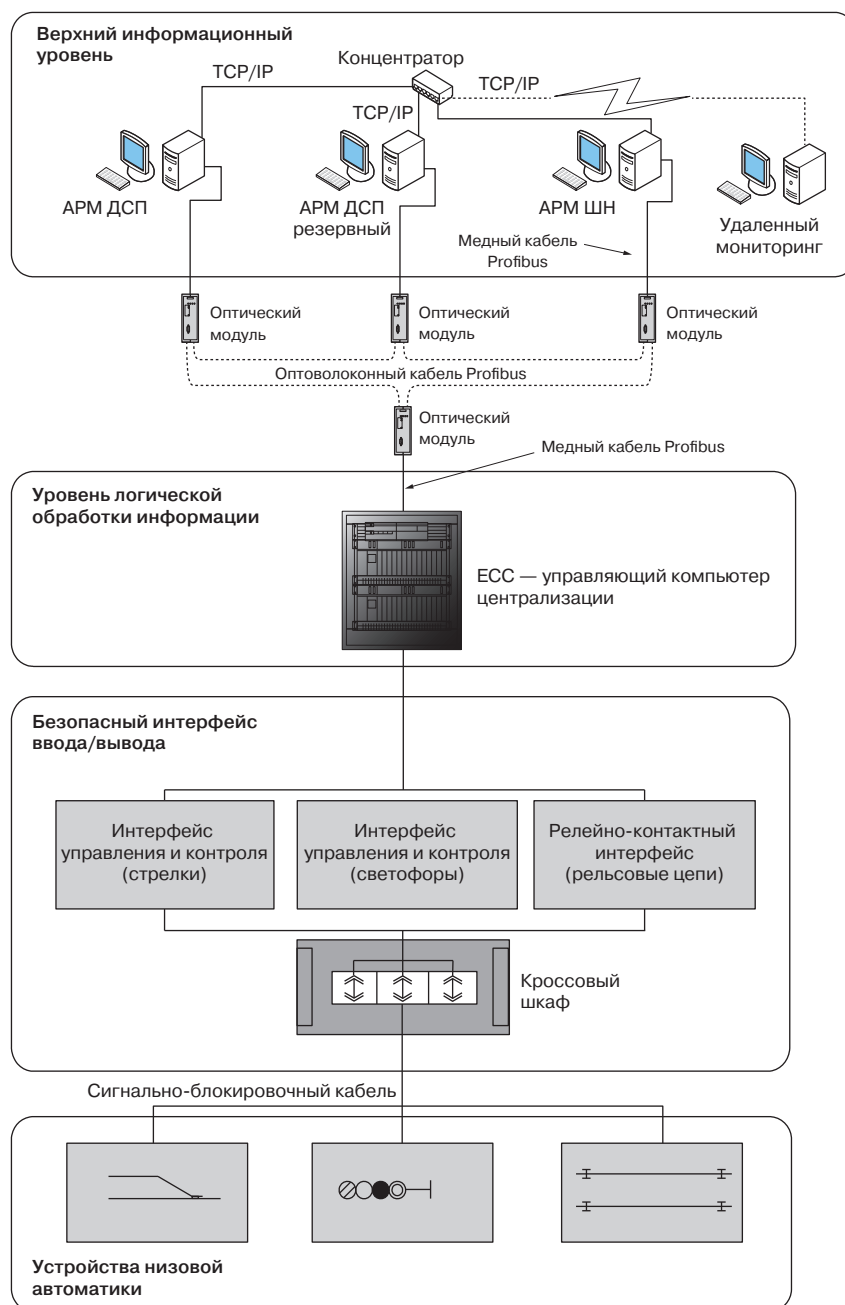 Верхний информационный
уровень
Концентратор
TCP/IP
TCP/IP
TCP/IP
АРМ ДСП
АРМ ДСП
резервный
АРМ ШН
Удаленный
мониторинг
Медный кабель
Profibus
Оптический
модуль
Оптический
модуль
Оптический
модуль
Оптоволоконный кабель Profibus
Оптический
модуль
Медный кабель Profibus
Уровень логической
обработки информации
ЕСС — управляющий компьютер
централизации
Безопасный интерфейс
ввода/вывода
Интерфейс
управления и контроля
(стрелки)
Интерфейс
управления и контроля
(светофоры)
Релейно-контактный
интерфейс
(рельсовые цепи)
Кроссовый
шкаф
Сигнально-блокировочный кабель
Устройства низовой
автоматики